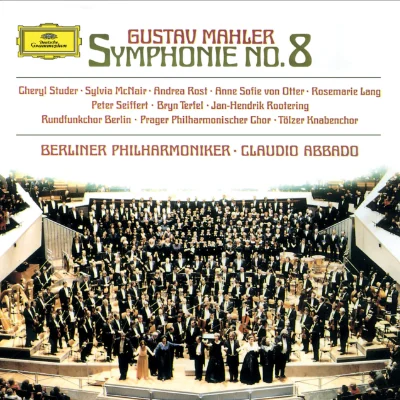 Deutsche
Grammophon
GUSTAV MAHLER
SYMPHONIE NO. 8
Cheryl Studer · Sylvia McNair · Andrea Rost · Anne Sofie von Otter · Rosemarie Lang
Peter Seiffert · Bryn Terfel · Jan-Hendrik Rootering
Rundfunkchor Berlin · Prager Philharmonischer Chor · Tölzer Knabenchor
BERLINER PHILHARMONIKER · CLAUDIO ABBADO